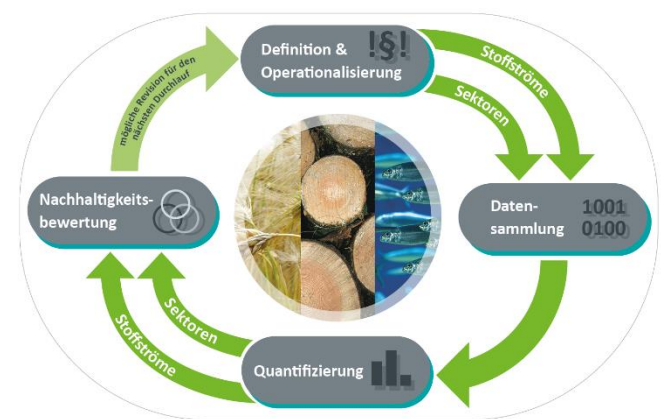 Definition &
Operationalisierung
!§!
Stoffströme
Sektoren
Daten-
sammlung
1001
0100
Quantifizierung
Sektoren
Stoffströme
Nachhaltigkeits-
bewertung
mögliche Revision für den
nächsten Durchlauf